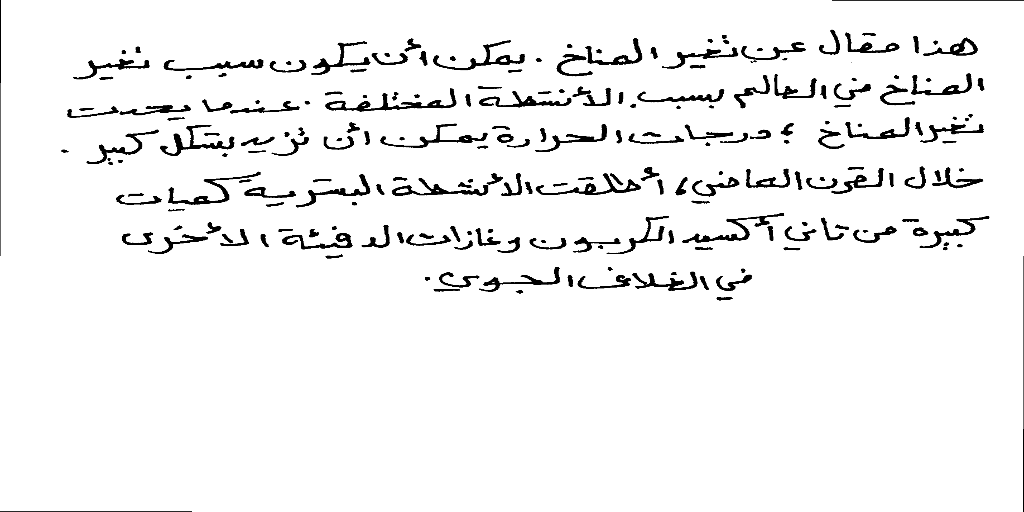 هذا مقال عن تغير المناخ . يمكن أن يكون سبب تغير
المناخ في العالم بسبب الأنشطة المختلفة . عندما يحدث
تغير المناخ ؛ درجات الحرارة يمكن أن تزيد بشكل كبير .
خلال القرن الماضي، أطلقت الأنشطة البشرية كميات
كبيرة من ثاني أكسيد الكربون وغازات الدفيئة الأخرى
في الغلاف الجوي .